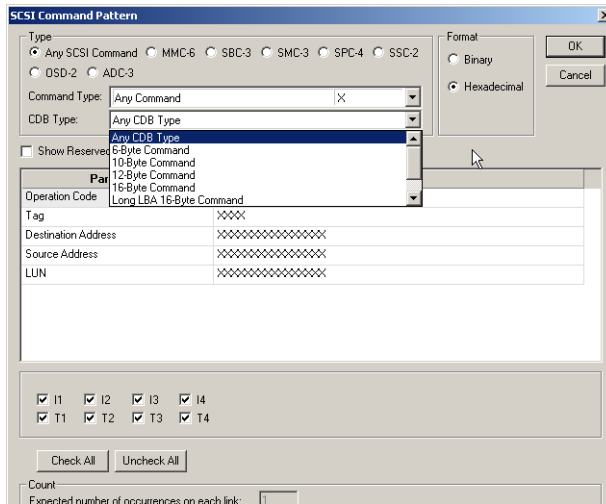 SCSI Command Pattern
Type
Any SCSI Command MMC-6 SBC-3 SMC-3 SPC-4 SSC-2
OSD-2 ADC-3
Format
Binary
Hexadecimal
OK
Cancel
Command Type: Any Command X
CDB Type: Any CDB Type
Any CDB Type
6-Byte Command
10-Byte Command
12-Byte Command
16-Byte Command
Long LBA 16-Byte Command
Show Reserved
Par
Operation Code
Tag XXXX
Destination Address XXXXXXXXXXXXXXXX
Source Address XXXXXXXXXXXXXXXX
LUN XXXXXXXXXXXXXXXX
I1 I2 I3 I4
T1 T2 T3 T4
Check All Uncheck All
Count
Expected number of occurrences on each link: 1